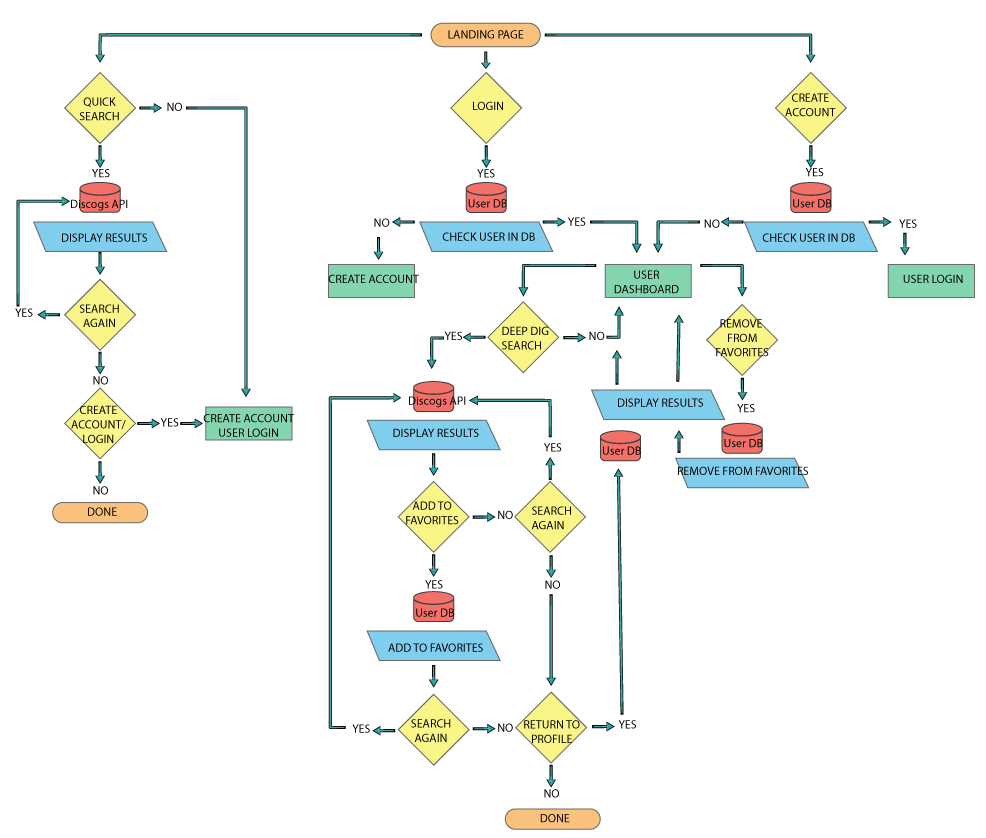 LANDING PAGE
QUICK
SEARCH
NO
LOGIN
CREATE
ACCOUNT
YES
YES
YES
Discogs API
User DB
User DB
DISPLAY RESULTS
NO
CHECK USER IN DB
YES
NO
CHECK USER IN DB
YES
CREATE ACCOUNT
USER
DASHBOARD
USER LOGIN
YES
SEARCH
AGAIN
YES
DEEP DIG
SEARCH
NO
REMOVE
FROM
FAVORITES
NO
Discogs API
DISPLAY RESULTS
YES
CREATE
ACCOUNT/
LOGIN
YES
CREATE ACCOUNT
USER LOGIN
DISPLAY RESULTS
YES
User DB
User DB
REMOVE FROM FAVORITES
NO
DONE
ADD TO
FAVORITES
NO
SEARCH
AGAIN
YES
NO
User DB
ADD TO FAVORITES
YES
SEARCH
AGAIN
NO
RETURN TO
PROFILE
YES
NO
DONE